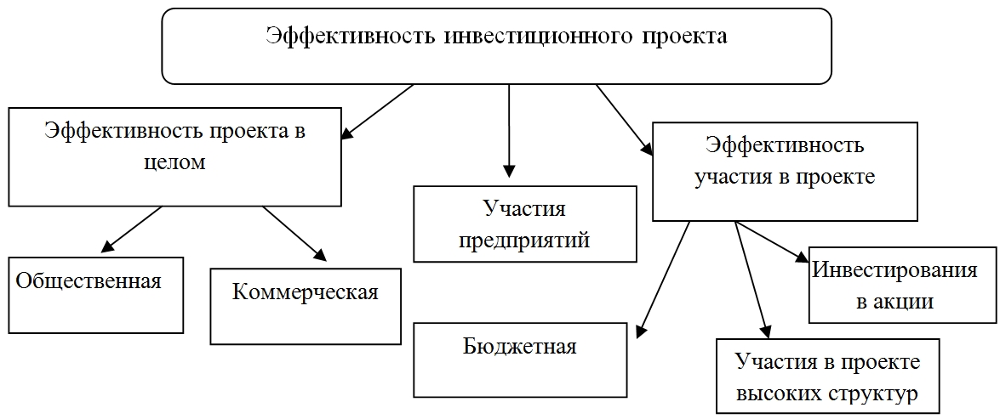 Эффективность инвестиционного проекта
Эффективность проекта в
целом
Эффективность
участия в проекте
Участия
предприятий
Общественная
Коммерческая
Инвестирования
в акции
Бюджетная
Участия в проекте
высоких структур